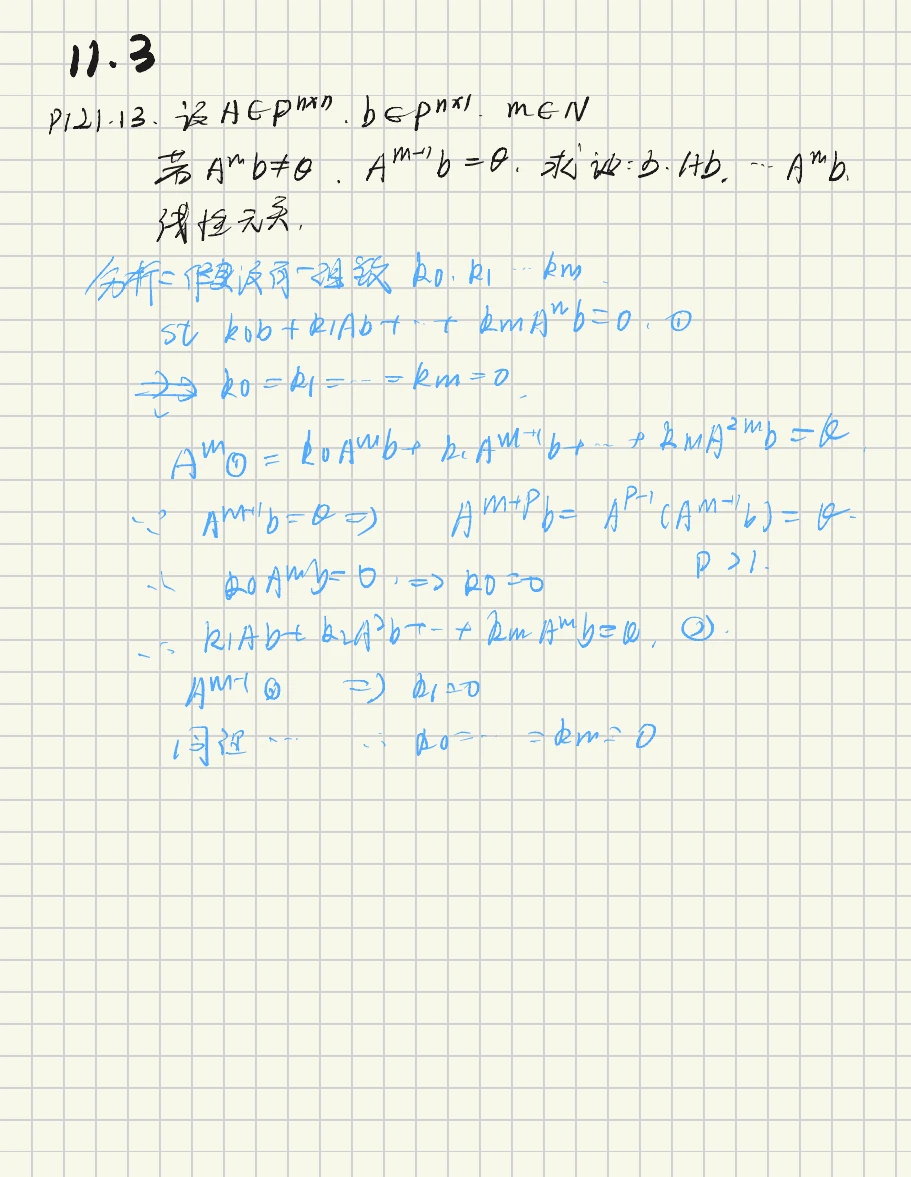 11.3
P121.13. 设 A∈P^{n×n}. b∈P^{n×1}. m∈N
若 A^m b≠θ. A^{m+1} b=θ. 求证: b. Ab. … A^m b.
线性无关.
分析: 假设有一组数 k0. k1 … km.
st k0b+k1Ab+…+kmA^m b=0. ①
⇒ k0=k1=…=km=0.
A^m① = k0A^m b+k1A^{m+1}b+…+kmA^{2m}b=θ.
∵ A^{m+1}b=θ ⇒ A^{m+p}b=A^{p-1}(A^{m+1}b)=θ.
p>1.
∴ k0A^m b=0. ⇒ k0=0
∴ k1Ab+k2A^2b+…+kmA^m b=θ. ②.
A^{m-1}② ⇒ k1=0
同理 … ∴ k0=…=km=0